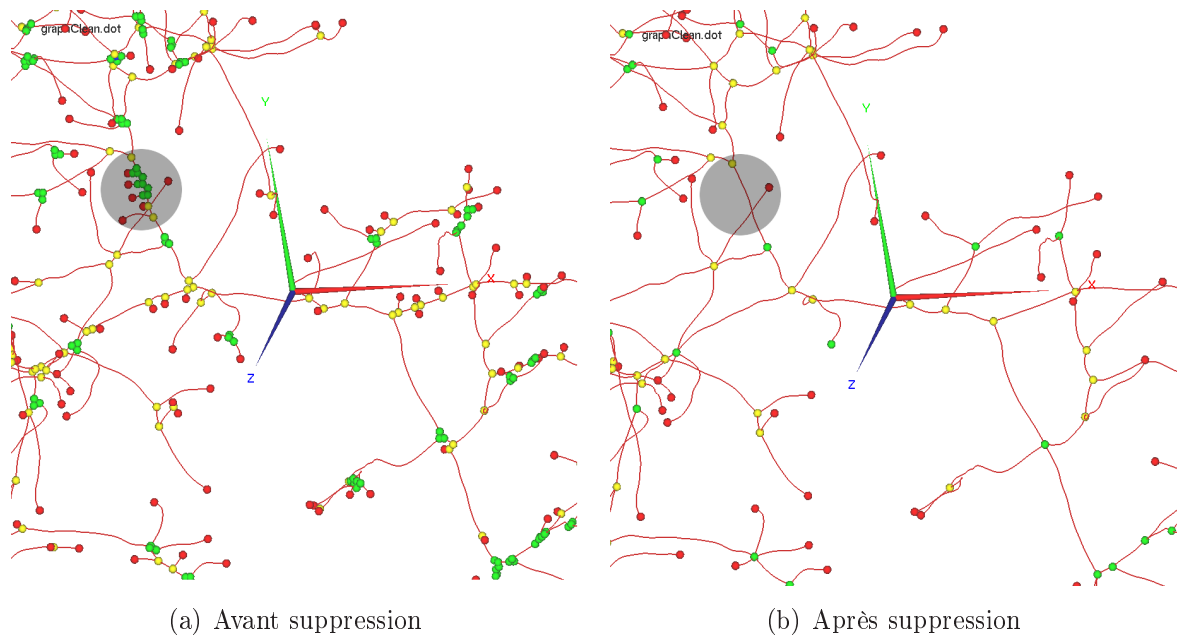 graphClean.dot
Y
X
Z
(a) Avant suppression
graphClean.dot
Y
X
Z
(b) Après suppression